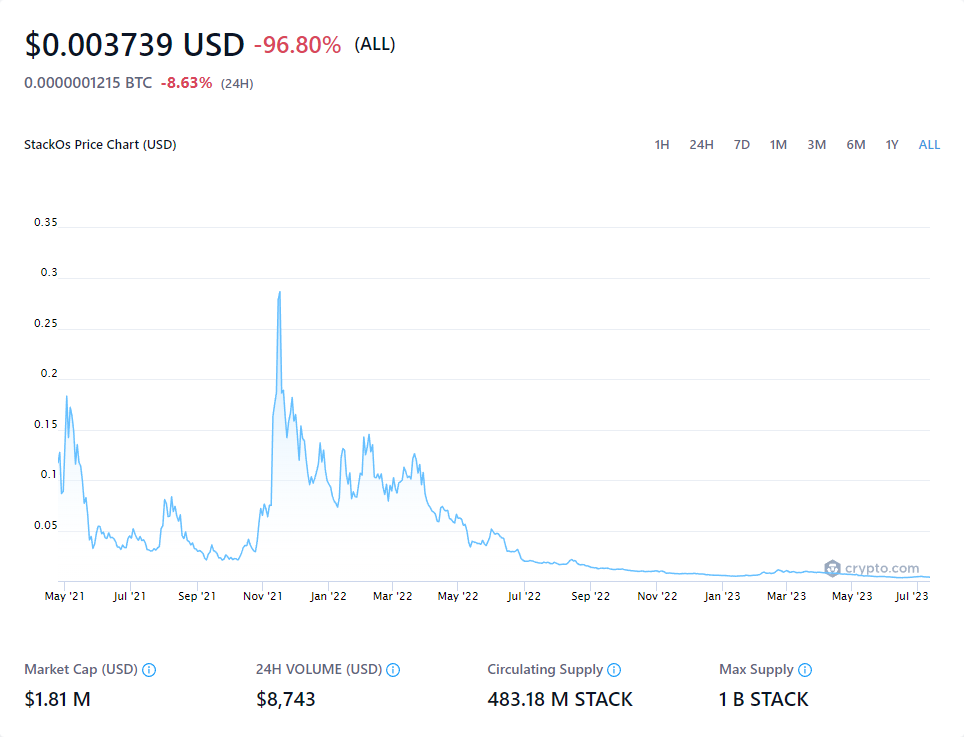 $0.003739 USD -96.80% (ALL)
0.0000001215 BTC -8.63% (24H)
StackOs Price Chart (USD) 1H 24H 7D 1M 3M 6M 1Y ALL
0.35
0.3
0.25
0.2
0.15
0.1
0.05
crypto.com
May '21 Jul '21 Sep '21 Nov '21 Jan '22 Mar '22 May '22 Jul '22 Sep '22 Nov '22 Jan '23 Mar '23 May '23 Jul '23
Market Cap (USD) 24H VOLUME (USD) Circulating Supply Max Supply
$1.81 M $8,743 483.18 M STACK 1 B STACK